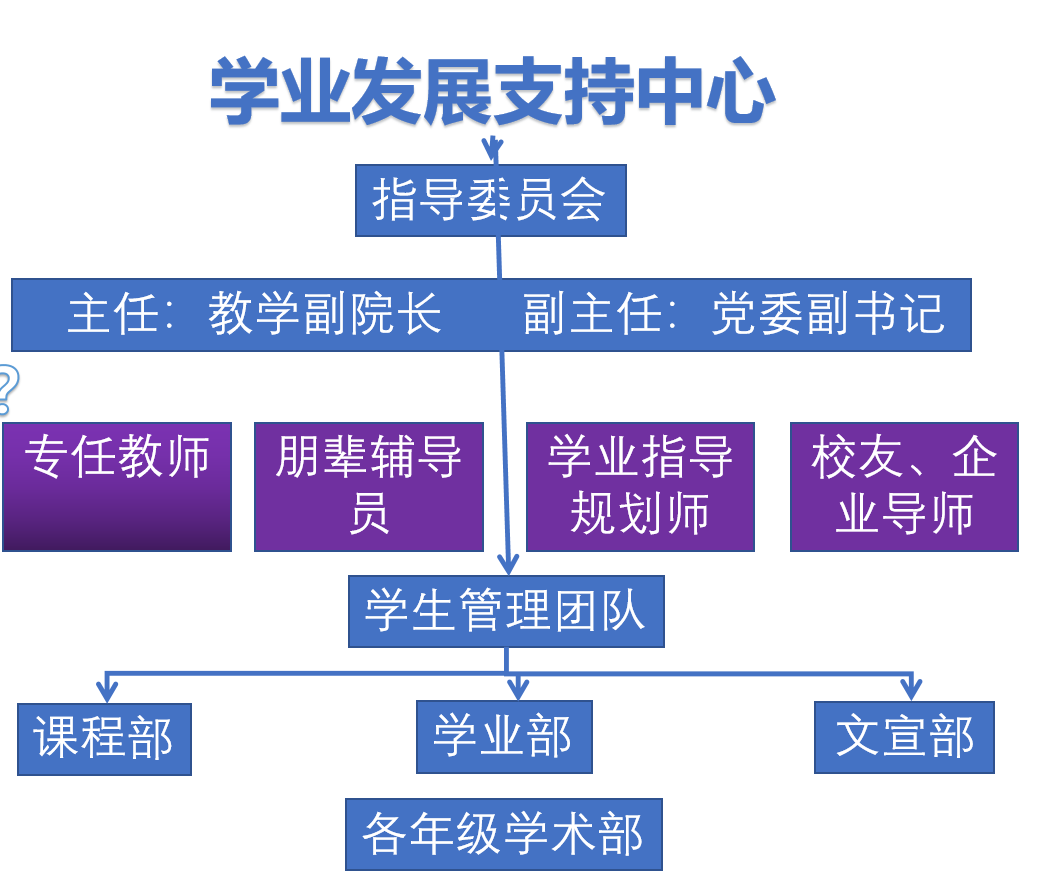 学业发展支持中心
指导委员会
主任：教学副院长 副主任：党委副书记
?
专任教师
朋辈辅导
员
学业指导
规划师
校友、企
业导师
学生管理团队
课程部
学业部
文宣部
各年级学术部